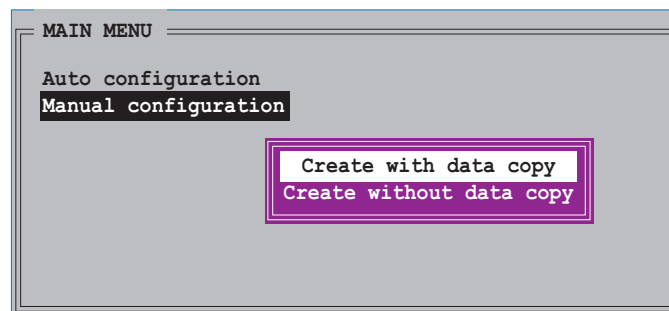 MAIN MENU
Auto configuration
Manual configuration
Create with data copy
Create without data copy